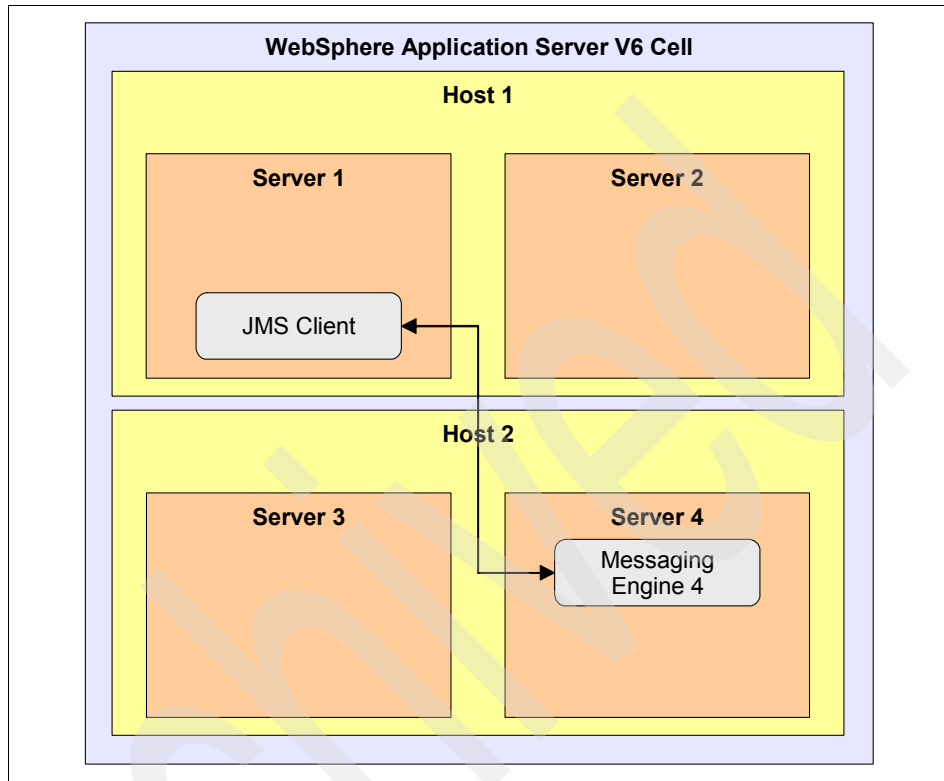 WebSphere Application Server V6 Cell
Host 1
Server 1
Server 2
JMS Client
Host 2
Server 3
Server 4
Messaging
Engine 4